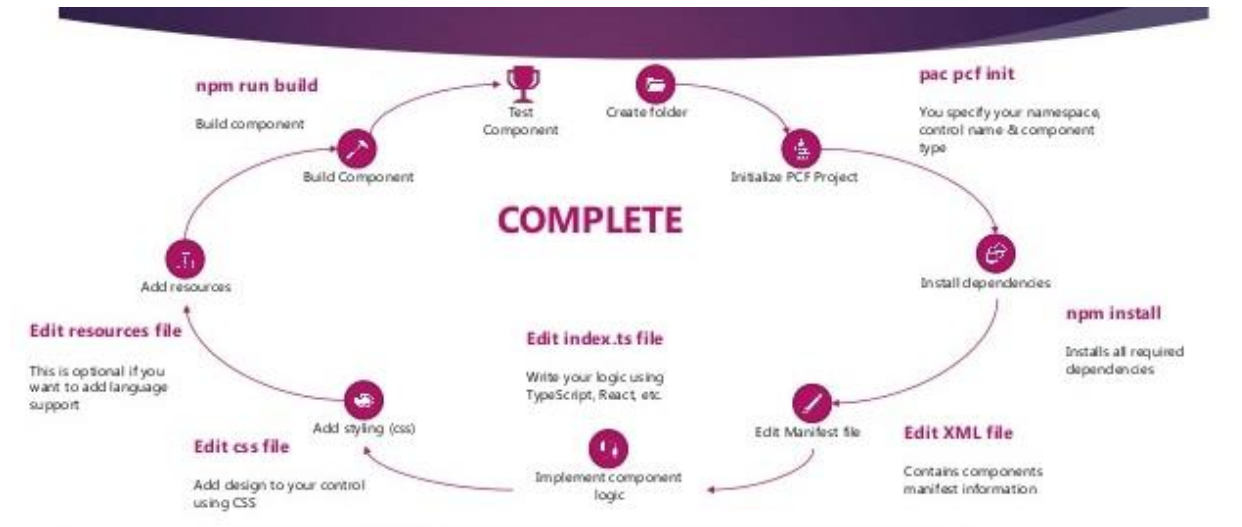 npm run build
Build component
Test
Component
Create folder
pac pcf init
You specify your namespace,
control name & component
type
Build Component
Initialize PCF Project
COMPLETE
Add resources
Install dependencies
Edit resources file
This is optional if you
want to add language
support
Edit index.ts file
Write your logic using
TypeScript, React, etc.
npm install
Installs all required
dependencies
Add styling (css)
Edit Manifest file
Edit css file
Add design to your control
using CSS
Implement component
logic
Edit XML file
Contains components
manifest information